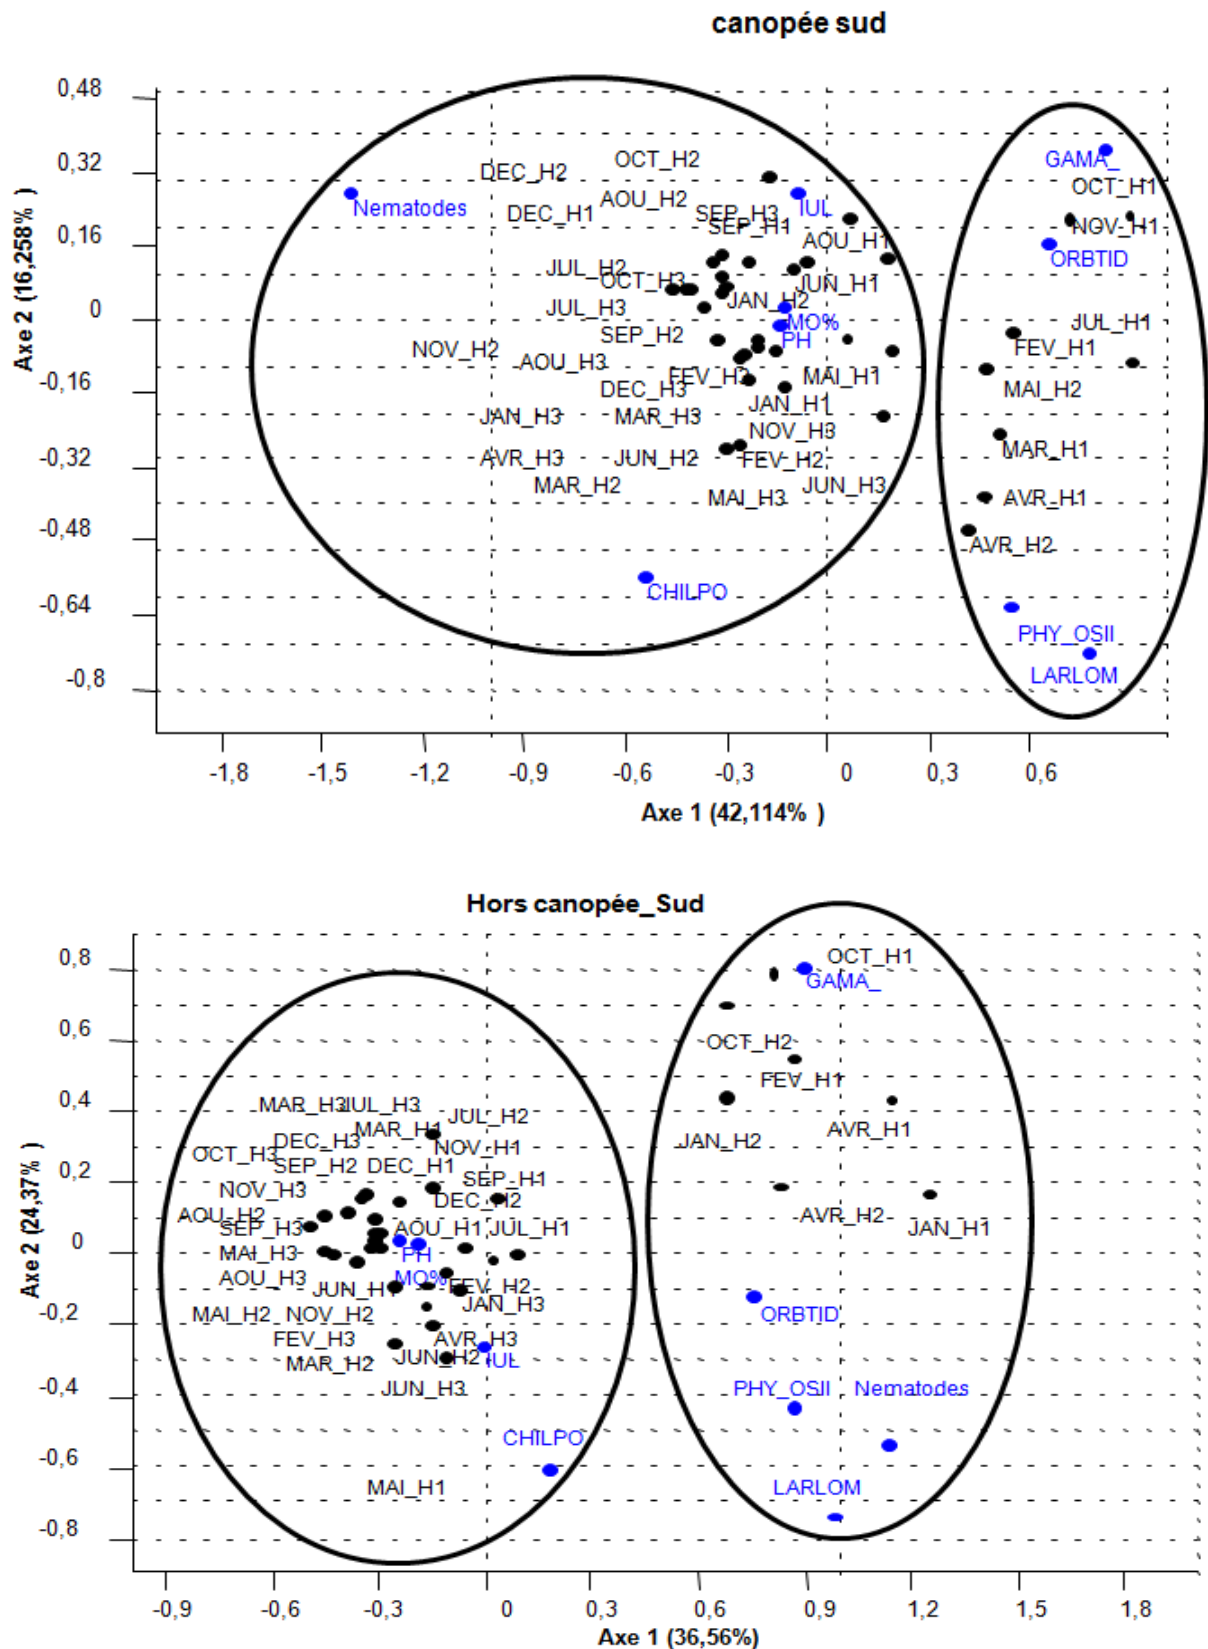 canopée sud
0,48
0,32
0,16
0
-0,16
-0,32
-0,48
-0,64
-0,8
Axe 2 (16,258% )
OCT_H2
DEC_H2
GAMA_
OCT_H1
Nematodes
AOU_H2
IUL
DEC_H1
SEP_H3
SEP_H1
NOV_H1
AOU_H1
ORBTID
JUL_H2
OCT_H3
JUN_H1
JUL_H3
JAN_H2
MO%
JUL_H1
SEP_H2
PH
NOV_H2
AOU_H3
FEV_H1
FEV_H3
MAI_H1
DEC_H3
MAI_H2
JAN_H1
JAN_H3
MAR_H3
NOV_H3
MAR_H1
AVR_H3
JUN_H2
FEV_H2
MAR_H2
MAI_H3
JUN_H3
AVR_H1
AVR_H2
CHILPO
PHY_OSII
LARLOM
-1,8 -1,5 -1,2 -0,9 -0,6 -0,3 0 0,3 0,6
Axe 1 (42,114% )
Hors canopée_Sud
0,8
0,6
0,4
0,2
0
-0,2
-0,4
-0,6
-0,8
Axe 2 (24,37% )
OCT_H1
GAMA_
OCT_H2
FEV_H1
MAR_H3
JUL_H3
JUL_H2
MAR_H1
AVR_H1
DEC_H3
NOV_H1
JAN_H2
OCT_H3
SEP_H2
DEC_H1
SEP_H1
NOV_H3
DEC_H2
AOU_H2
AVR_H2
SEP_H3
AOU_H1
JUL_H1
JAN_H1
MAI_H3
PH
AOU_H3
MO%
JUN_H1
FEV_H2
JAN_H3
MAI_H2
NOV_H2
ORBTID
FEV_H3
AVR_H3
MAR_H2
JUN_H2
IUL
JUN_H3
PHY_OSII
Nematodes
CHILPO
MAI_H1
LARLOM
-0,9 -0,6 -0,3 0 0,3 0,6 0,9 1,2 1,5 1,8
Axe 1 (36,56%)